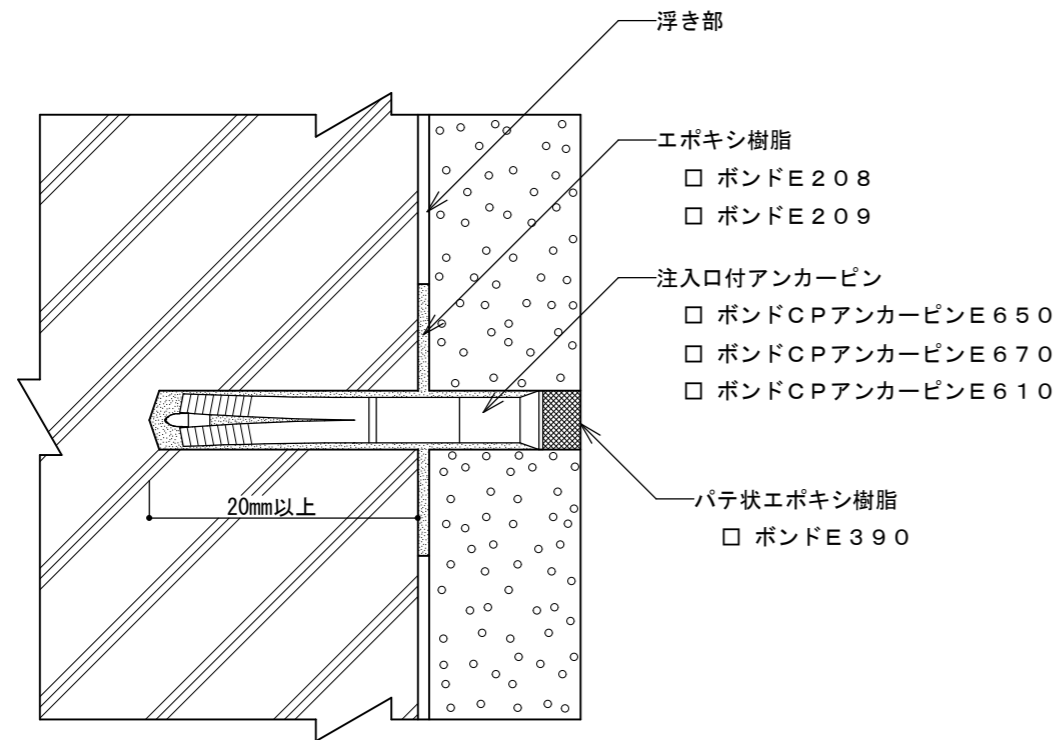 浮き部
エポキシ樹脂
□ ボンドE208
□ ボンドE209
注入口付アンカーピン
□ ボンドCPアンカーピンE650
□ ボンドCPアンカーピンE670
□ ボンドCPアンカーピンE610
20mm以上
パテ状エポキシ樹脂
□ ボンドE390